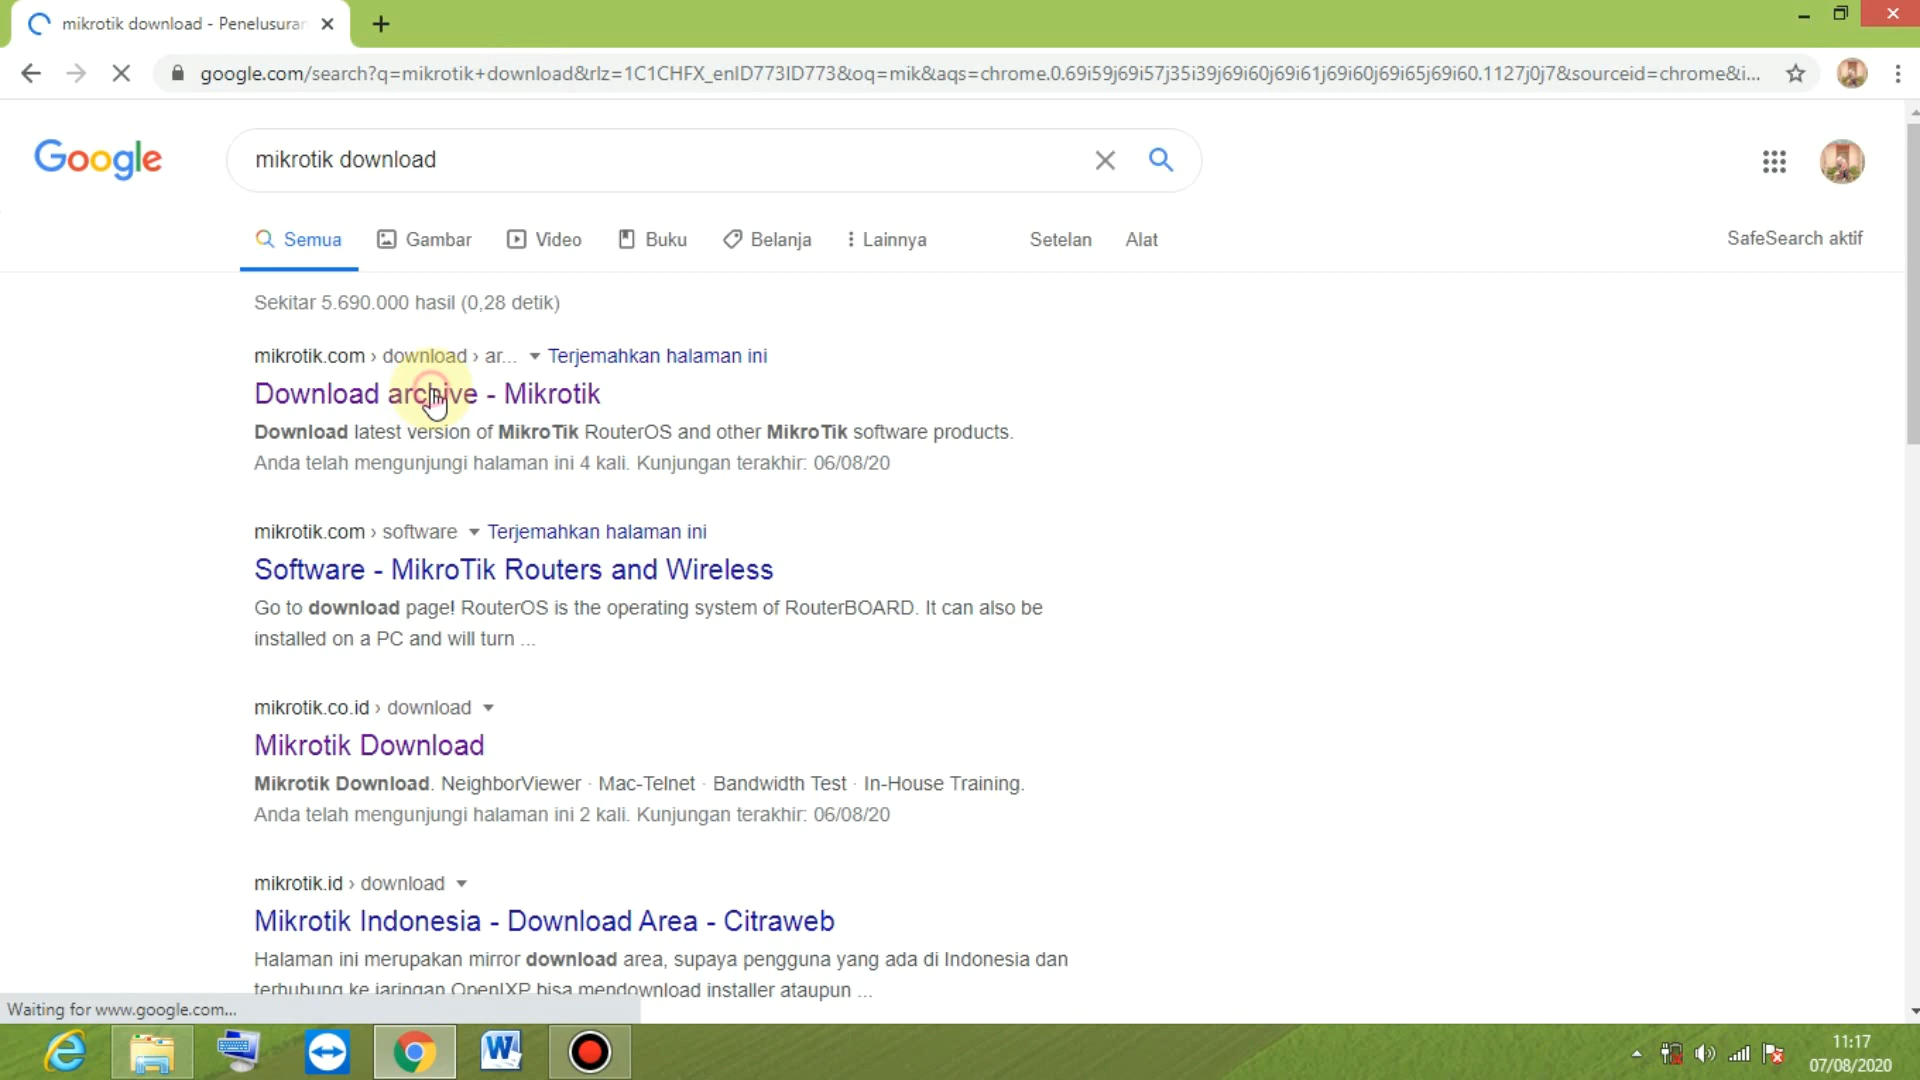 mikrotik download - Penelusuran
google.com/search?q=mikrotik+download&rlz=1C1CHFX_enID773ID773&oq=mik&aqs=chrome.0.69i59j69i57j35i39j69i60j69i61j69i60j69i65j69i60.1127j0j7&sourceid=chrome&i...
Google
mikrotik download
Semua Gambar Video Buku Belanja Lainnya Setelan Alat SafeSearch aktif
Sekitar 5.690.000 hasil (0,28 detik)
mikrotik.com › download › ar... Terjemahkan halaman ini
Download archive - Mikrotik
Download latest version of MikroTik RouterOS and other MikroTik software products.
Anda telah mengunjungi halaman ini 4 kali. Kunjungan terakhir: 06/08/20
mikrotik.com › software Terjemahkan halaman ini
Software - MikroTik Routers and Wireless
Go to download page! RouterOS is the operating system of RouterBOARD. It can also be
installed on a PC and will turn ...
mikrotik.co.id › download
Mikrotik Download
Mikrotik Download. NeighborViewer · Mac-Telnet · Bandwidth Test · In-House Training.
Anda telah mengunjungi halaman ini 2 kali. Kunjungan terakhir: 06/08/20
mikrotik.id › download
Mikrotik Indonesia - Download Area - Citraweb
Halaman ini merupakan mirror download area, supaya pengguna yang ada di Indonesia dan
terhubung ke jaringan OpenIXP bisa mendownload installer ataupun ...
Waiting for www.google.com...
11:17
07/08/2020